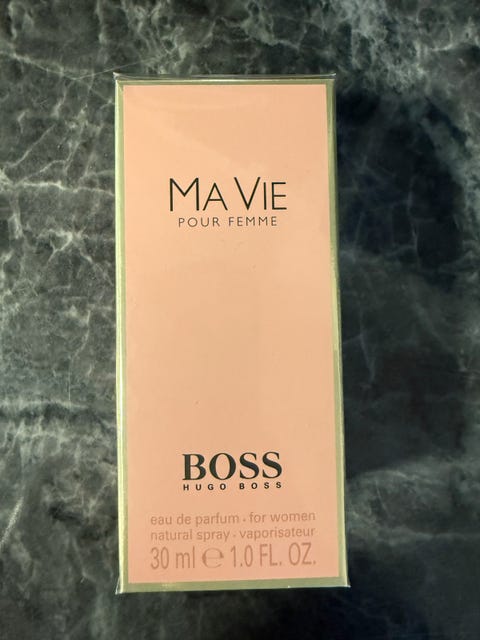 MA VIE
POUR FEMME
BOSS
HUGO BOSS
eau de parfum • for women
natural spray • vaporisateur
30 ml ℮ 1.0 FL. OZ.